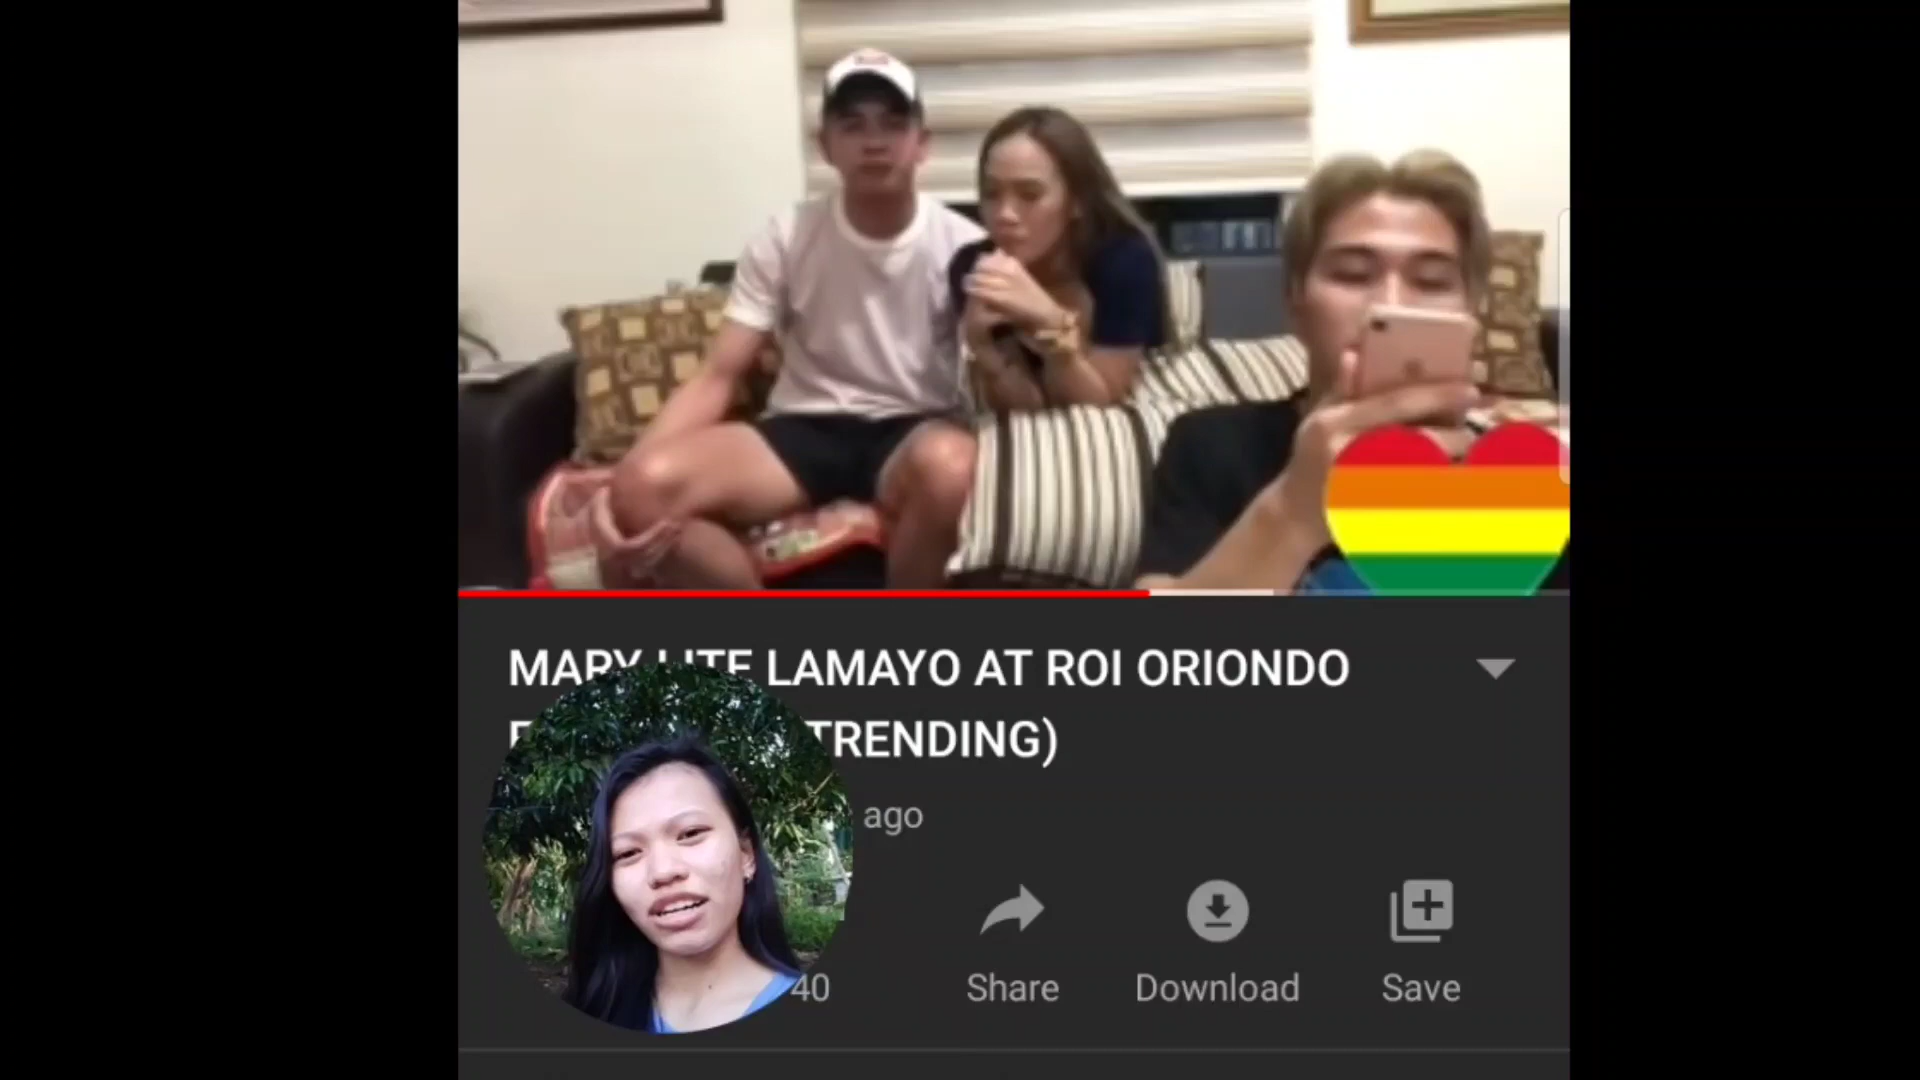 LAMAYO AT ROI ORIONDO
TRENDING)
ago
40
Share
Download
Save